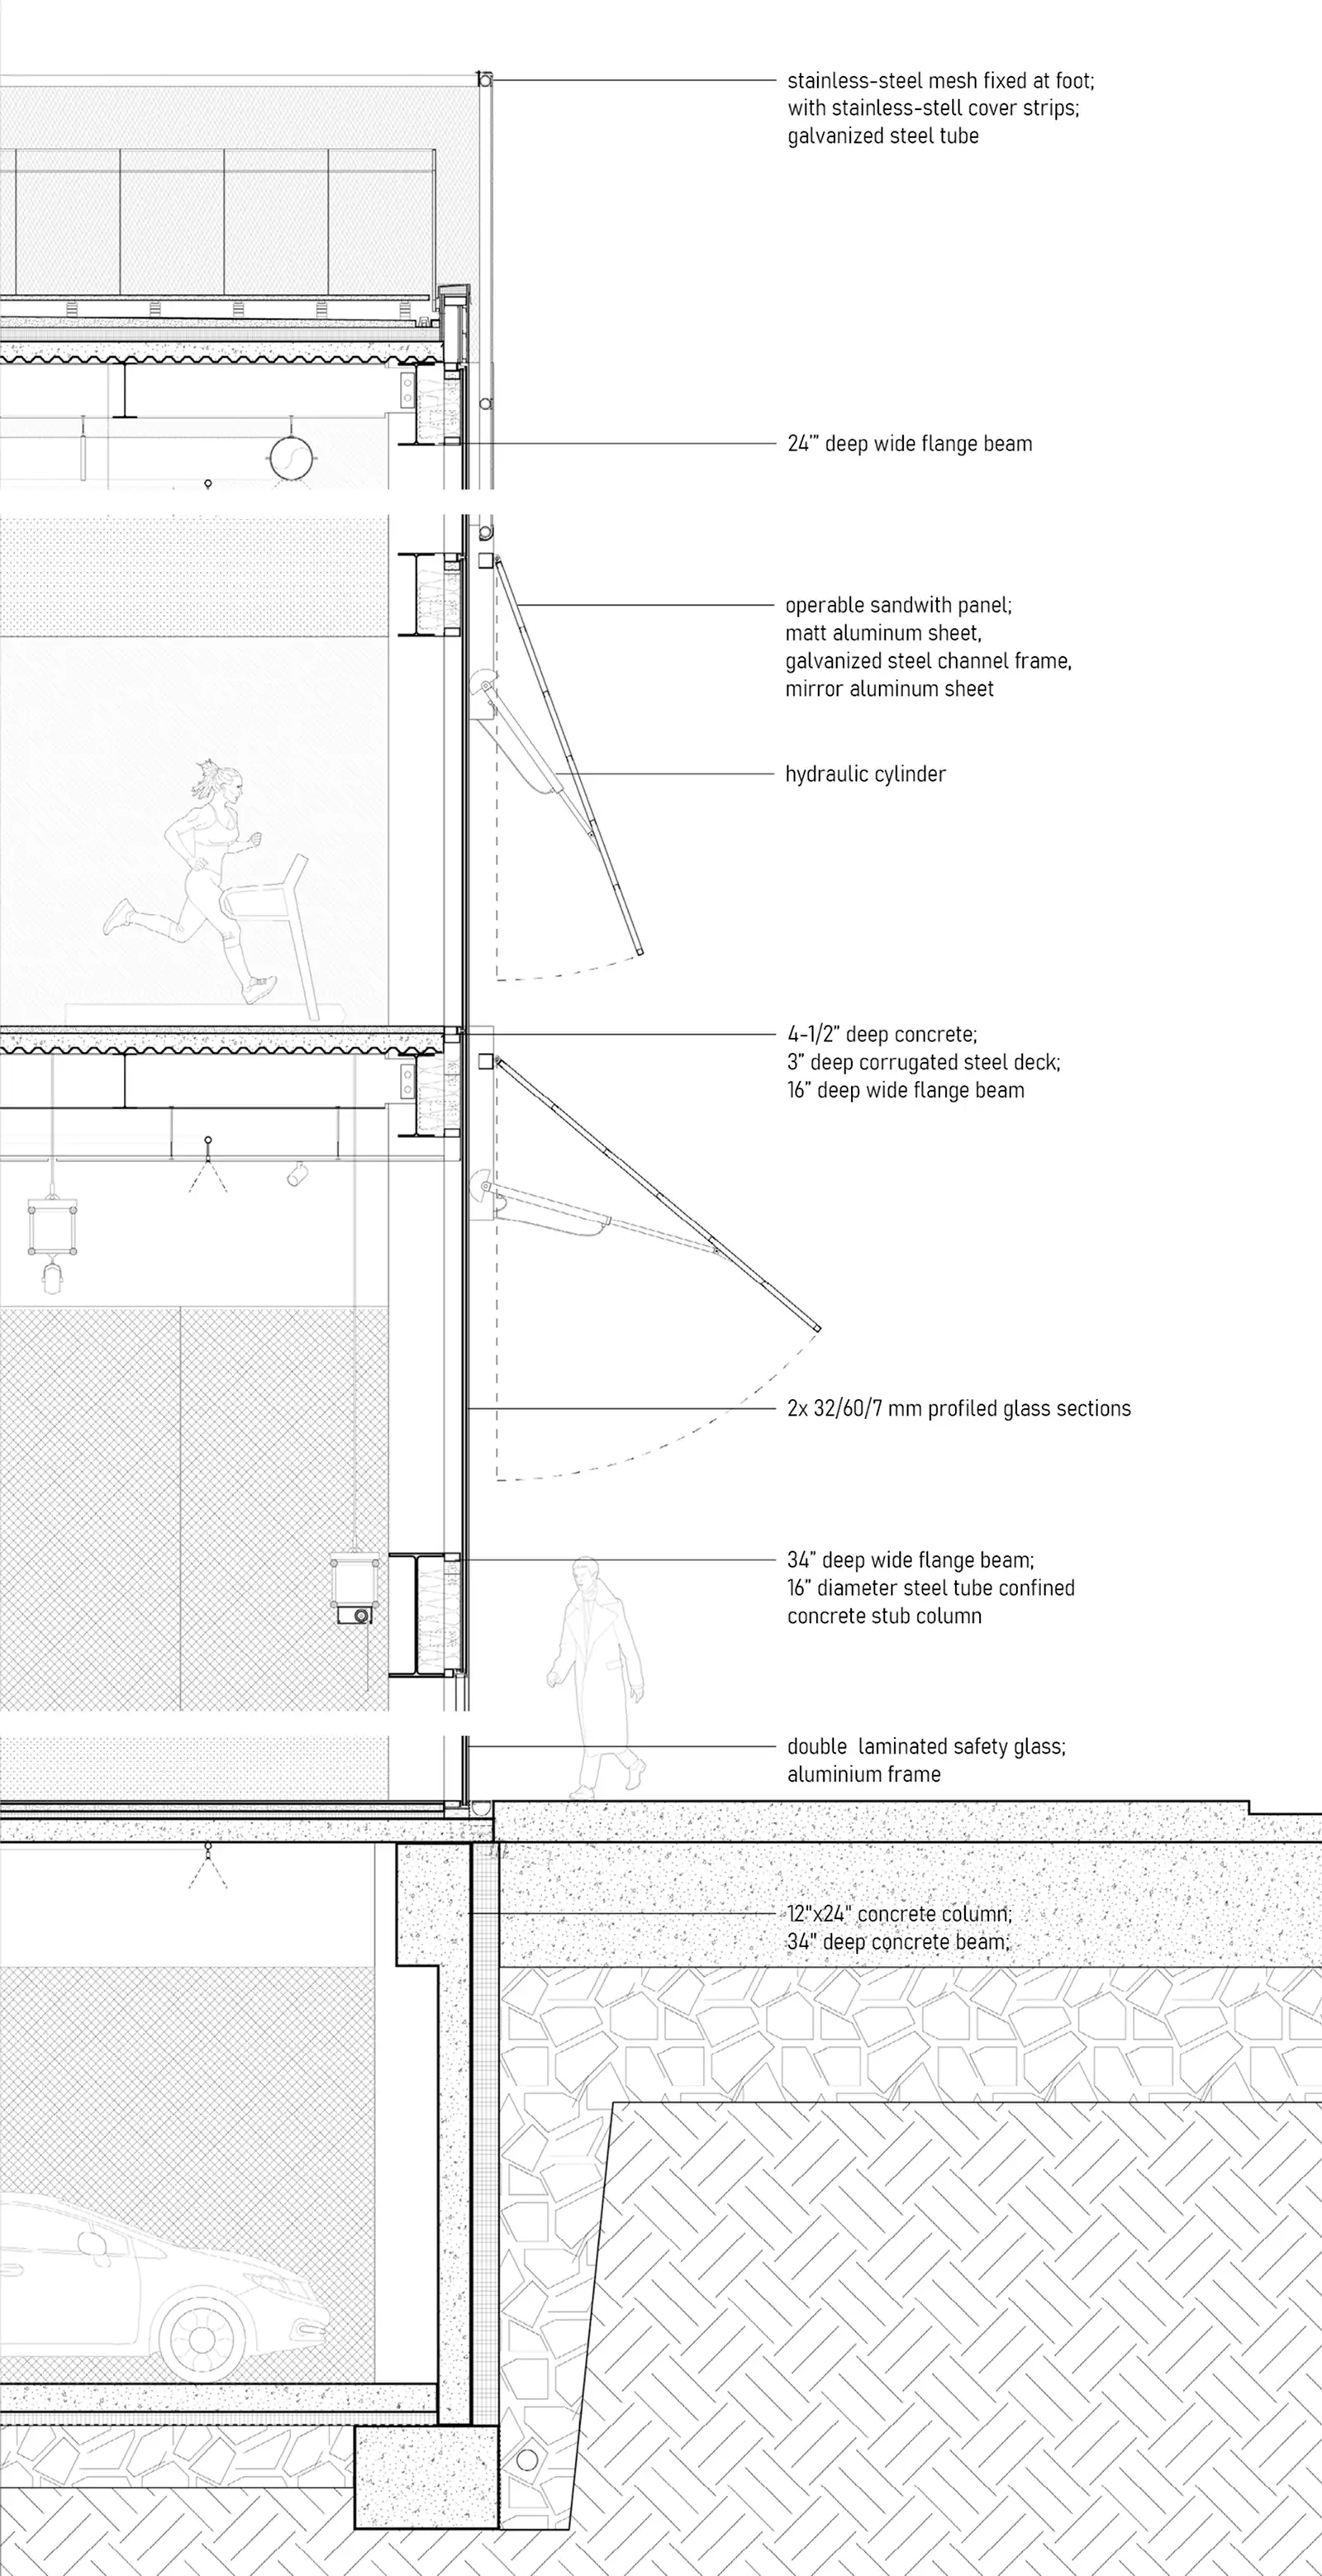 stainless-steel mesh fixed at foot;
with stainless-stell cover strips;
galvanized steel tube
24'" deep wide flange beam
operable sandwith panel;
matt aluminum sheet,
galvanized steel channel frame,
mirror aluminum sheet
hydraulic cylinder
4-1/2" deep concrete;
3" deep corrugated steel deck;
16" deep wide flange beam
2x 32/60/7 mm profiled glass sections
34" deep wide flange beam;
16" diameter steel tube confined
concrete stub column
double laminated safety glass;
aluminium frame
12"x24" concrete column;
34" deep concrete beam;